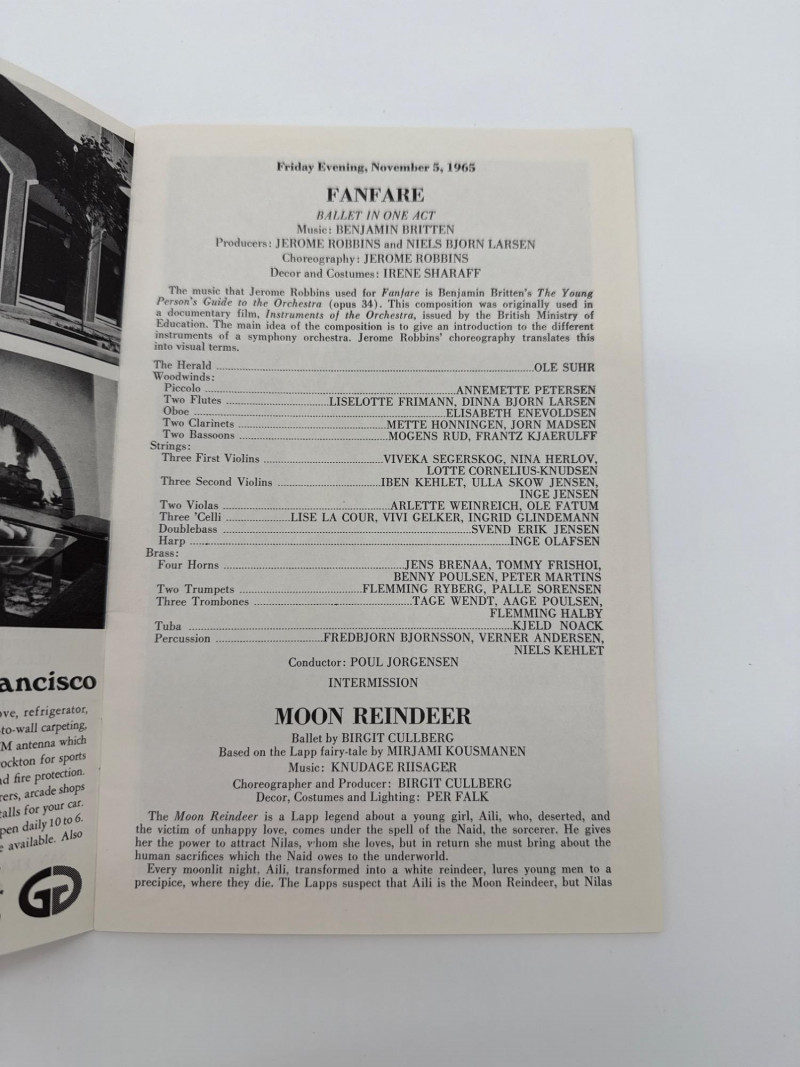 ancisco
ove, refrigerator,
-to-wall carpeting,
M antenna which
ockton for sports
nd fire protection.
rers, arcade shops
talls for your car.
pen daily 10 to 6.
e available. Also
GG
Friday Evening, November 5, 1965
FANFARE
BALLET IN ONE ACT
Music: BENJAMIN BRITTEN
Producers: JEROME ROBBINS and NIELS BJORN LARSEN
Choreography: JEROME ROBBINS
Decor and Costumes: IRENE SHARAFF
The music that Jerome Robbins used for Fanfare is Benjamin Britten's The Young
Person's Guide to the Orchestra (opus 34). This composition was originally used in
a documentary film, Instruments of the Orchestra, issued by the British Ministry of
Education. The main idea of the composition is to give an introduction to the different
instruments of a symphony orchestra. Jerome Robbins' choreography translates this
into visual terms.
The Herald ........ OLE SUHR
Woodwinds:
Piccolo ........ ANNEMETTE PETERSEN
Two Flutes ........ LISELOTTE FRIMANN, DINNA BJORN LARSEN
Oboe ........ ELISABETH ENEVOLDSEN
Two Clarinets ........ METTE HONNINGEN, JORN MADSEN
Two Bassoons ........ MOGENS RUD, FRANTZ KJAERULFF
Strings:
Three First Violins ........ VIVEKA SEGERSKOG, NINA HERLOV,
LOTTE CORNELIUS-KNUDSEN
Three Second Violins ........ IBEN KEHLET, ULLA SKOW JENSEN,
INGE JENSEN
Two Violas ........ ARLETTE WEINREICH, OLE FATUM
Three 'Celli ........ LISE LA COUR, VIVI GELKER, INGRID GLINDEMANN
Doublebass ........ SVEND ERIK JENSEN
Harp ........ INGE OLAFSEN
Brass:
Four Horns ........ JENS BRENAA, TOMMY FRISHOI,
BENNY POULSEN, PETER MARTINS
Two Trumpets ........ FLEMMING RYBERG, PALLE SORENSEN
Three Trombones ........ TAGE WENDT, AAGE POULSEN,
FLEMMING HALBY
Tuba ........ KJELD NOACK
Percussion ........ FREDBJORN BJORNSSON, VERNER ANDERSEN,
NIELS KEHLET
Conductor: POUL JORGENSEN
INTERMISSION
MOON REINDEER
Ballet by BIRGIT CULLBERG
Based on the Lapp fairy-tale by MIRJAMI KOUSMANEN
Music: KNUDAGE RIISAGER
Choreographer and Producer: BIRGIT CULLBERG
Decor, Costumes and Lighting: PER FALK
The Moon Reindeer is a Lapp legend about a young girl, Aili, who, deserted, and
the victim of unhappy love, comes under the spell of the Naid, the sorcerer. He gives
her the power to attract Nilas, whom she loves, but in return she must bring about the
human sacrifices which the Naid owes to the underworld.
Every moonlit night, Aili, transformed into a white reindeer, lures young men to a
precipice, where they die. The Lapps suspect that Aili is the Moon Reindeer, but Nilas